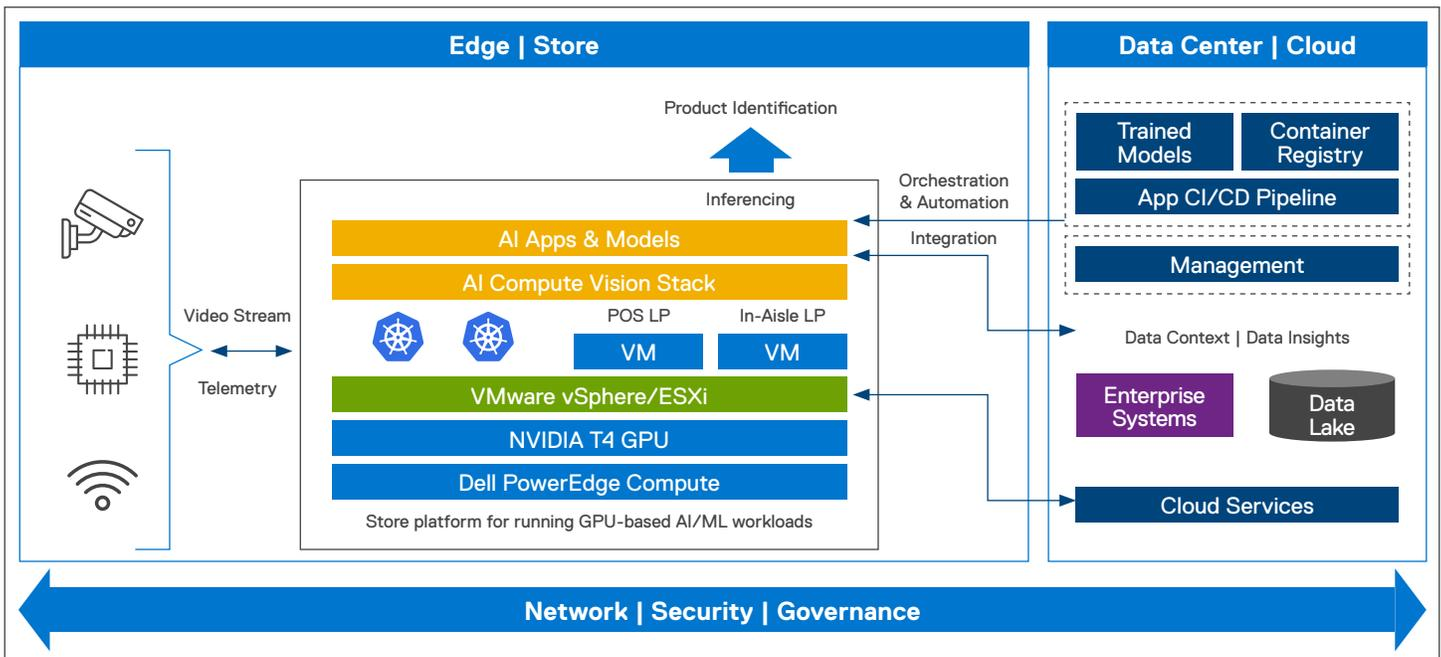 Edge | Store
Data Center | Cloud
Product Identification
Trained
Models
Container
Registry
App CI/CD Pipeline
Management
Orchestration
& Automation
Integration
Inferencing
AI Apps & Models
AI Compute Vision Stack
Video Stream
Telemetry
POS LP
In-Aisle LP
VM
VM
VMware vSphere/ESXi
NVIDIA T4 GPU
Dell PowerEdge Compute
Store platform for running GPU-based AI/ML workloads
Data Context | Data Insights
Enterprise
Systems
Data
Lake
Cloud Services
Network | Security | Governance